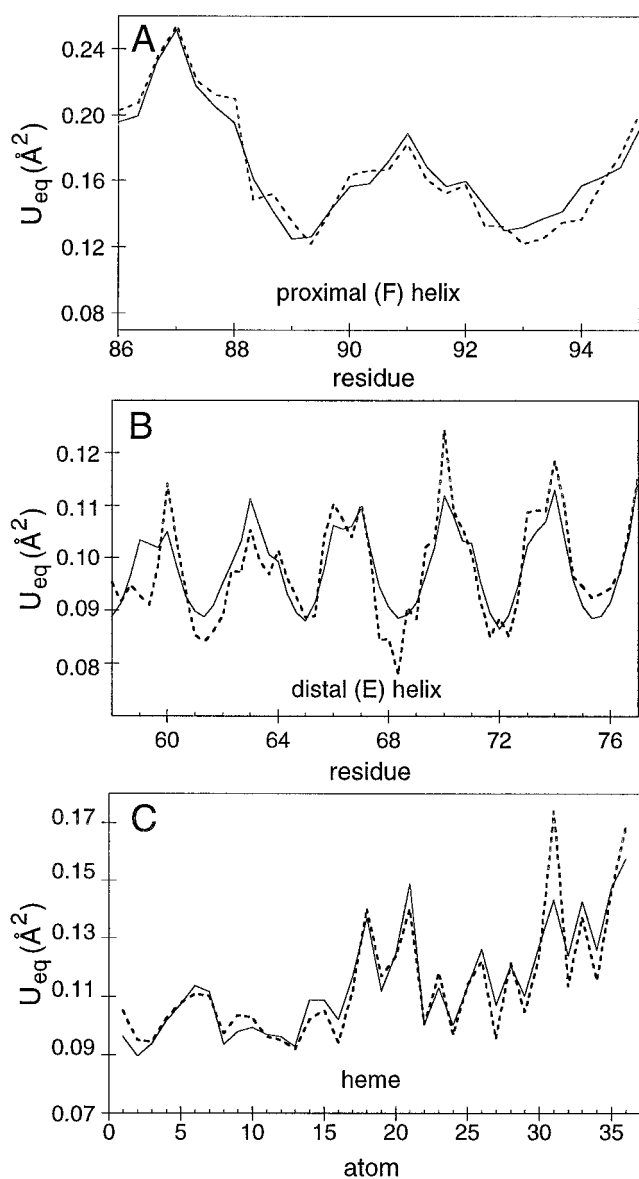 A
U_eq (Å²)
0.24
0.20
0.16
0.12
0.08
proximal (F) helix
86 88 90 92 94
residue
B
U_eq (Å²)
0.12
0.11
0.10
0.09
0.08
distal (E) helix
60 64 68 72 76
residue
C
U_eq (Å²)
0.17
0.15
0.13
0.11
0.09
0.07
heme
0 5 10 15 20 25 30 35
atom